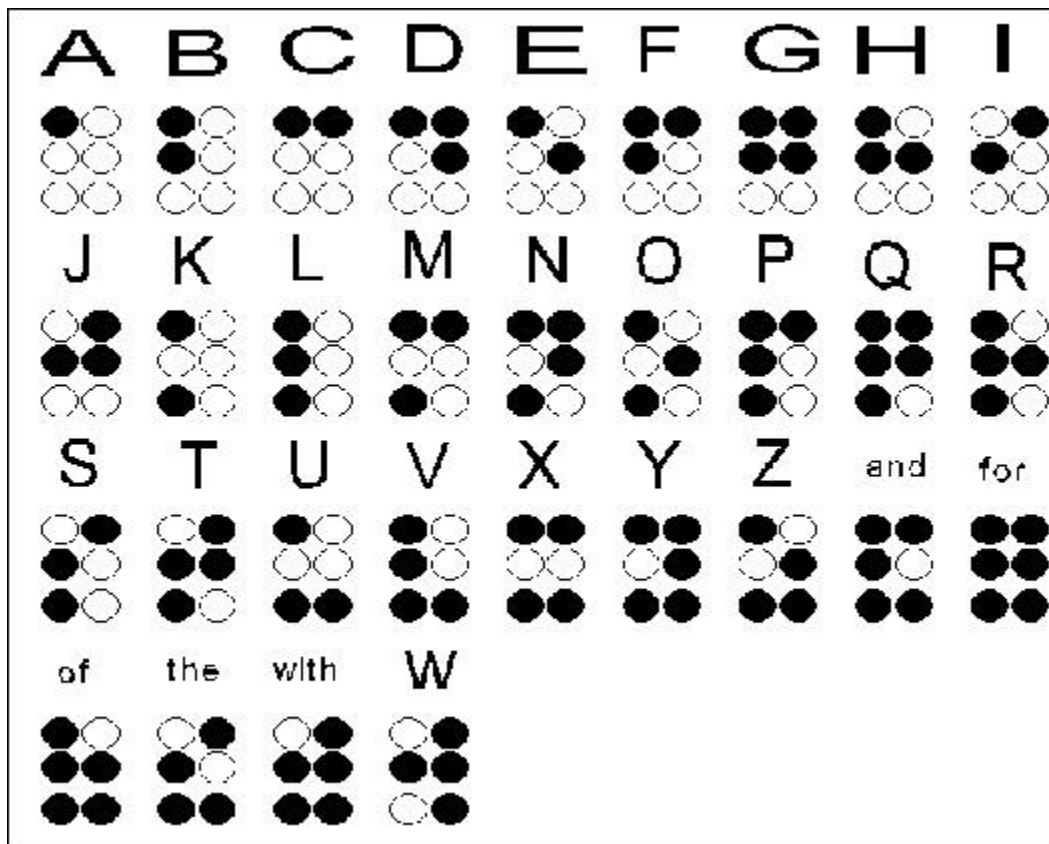 A B C D E F G H I
J K L M N O P Q R
S T U V X Y Z and for
of the with W